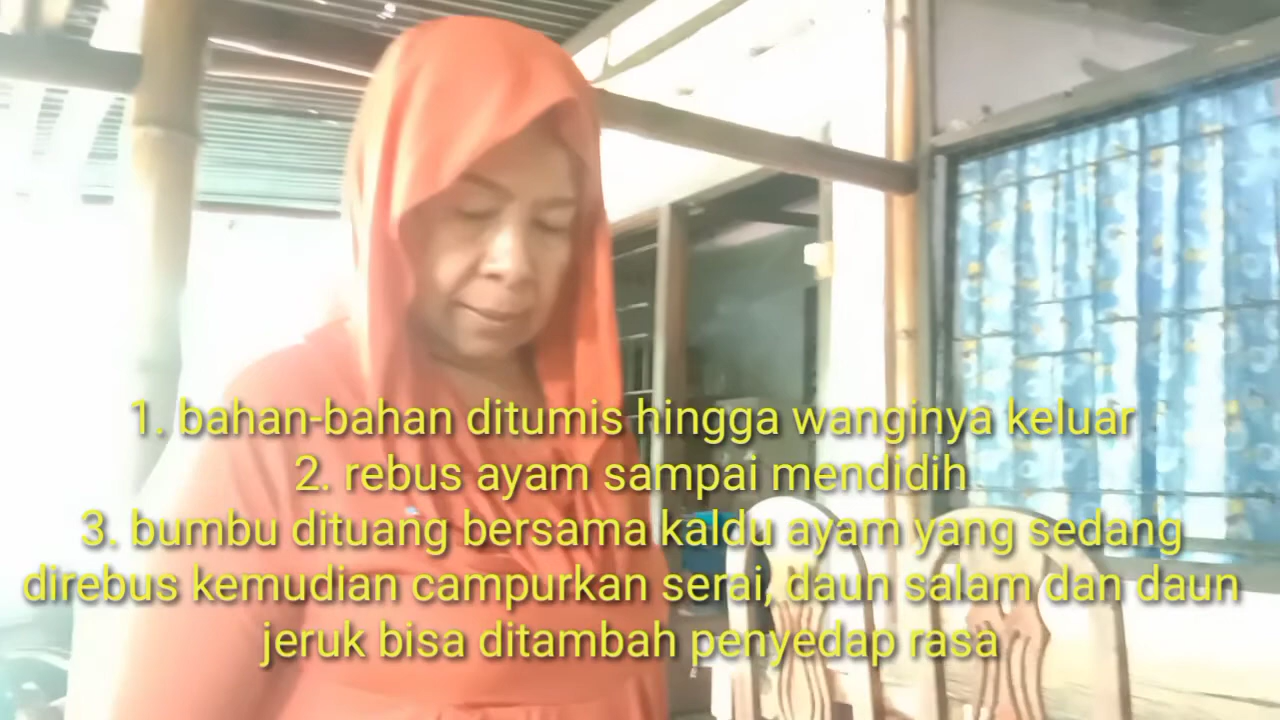 1. bahan-bahan ditumis hingga wanginya keluar
2. rebus ayam sampai mendidih
3. bumbu dituang bersama kaldu ayam yang sedang
direbus kemudian campurkan serai, daun salam dan daun
jeruk bisa ditambah penyedap rasa